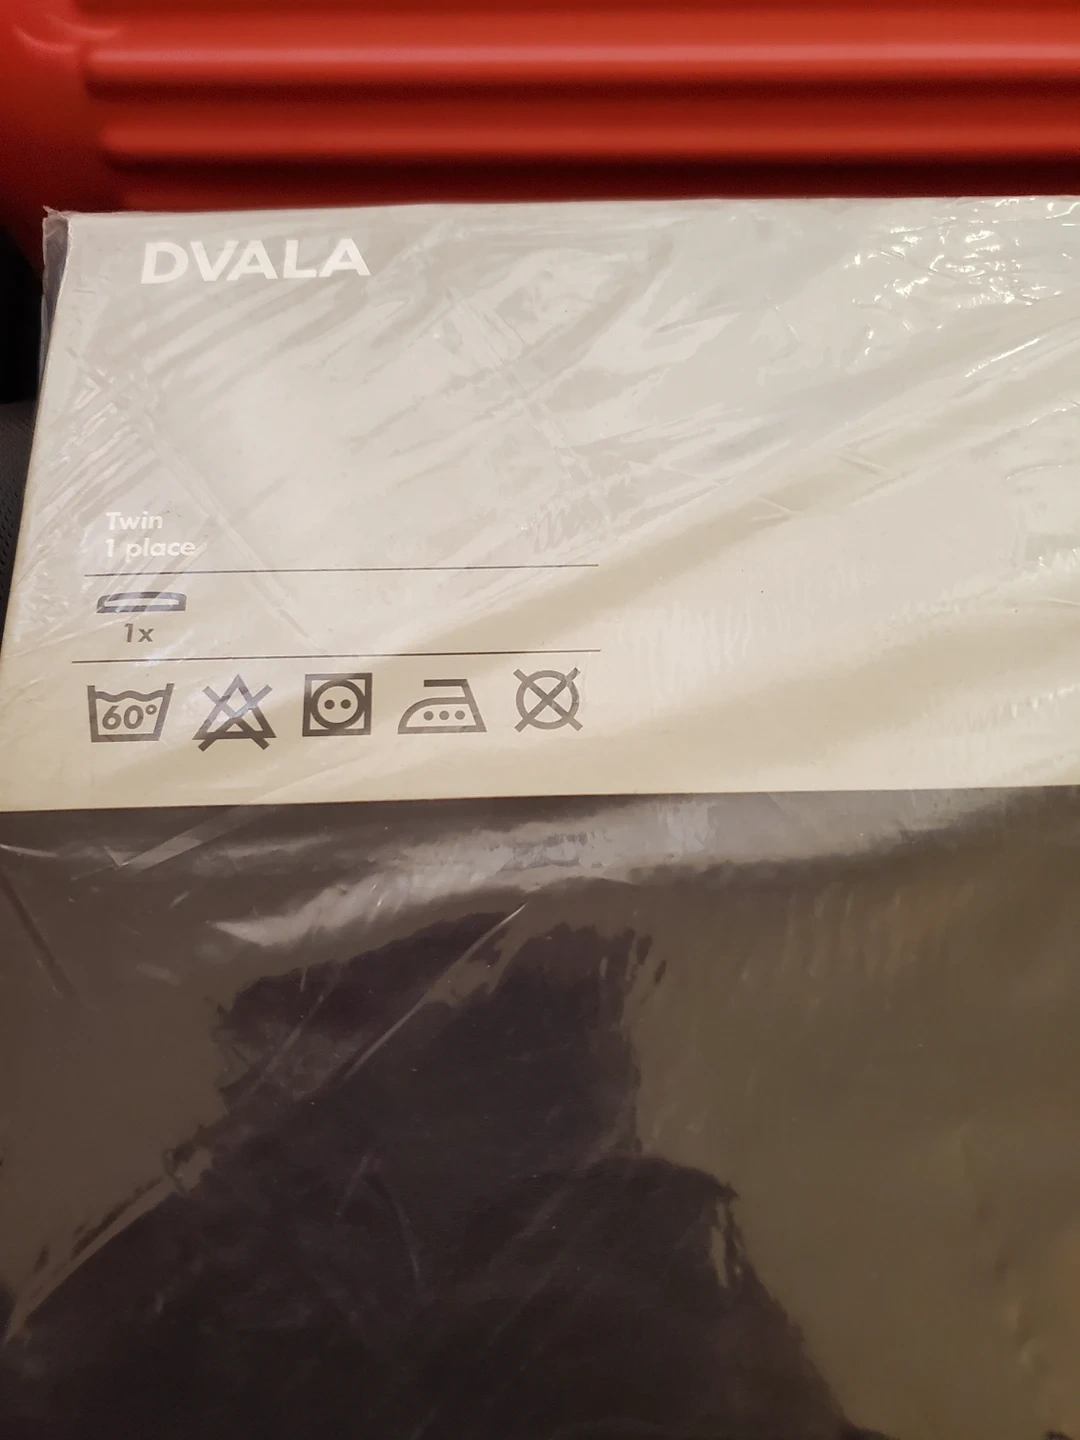 DVALA
Twin
1 place
1x
60°